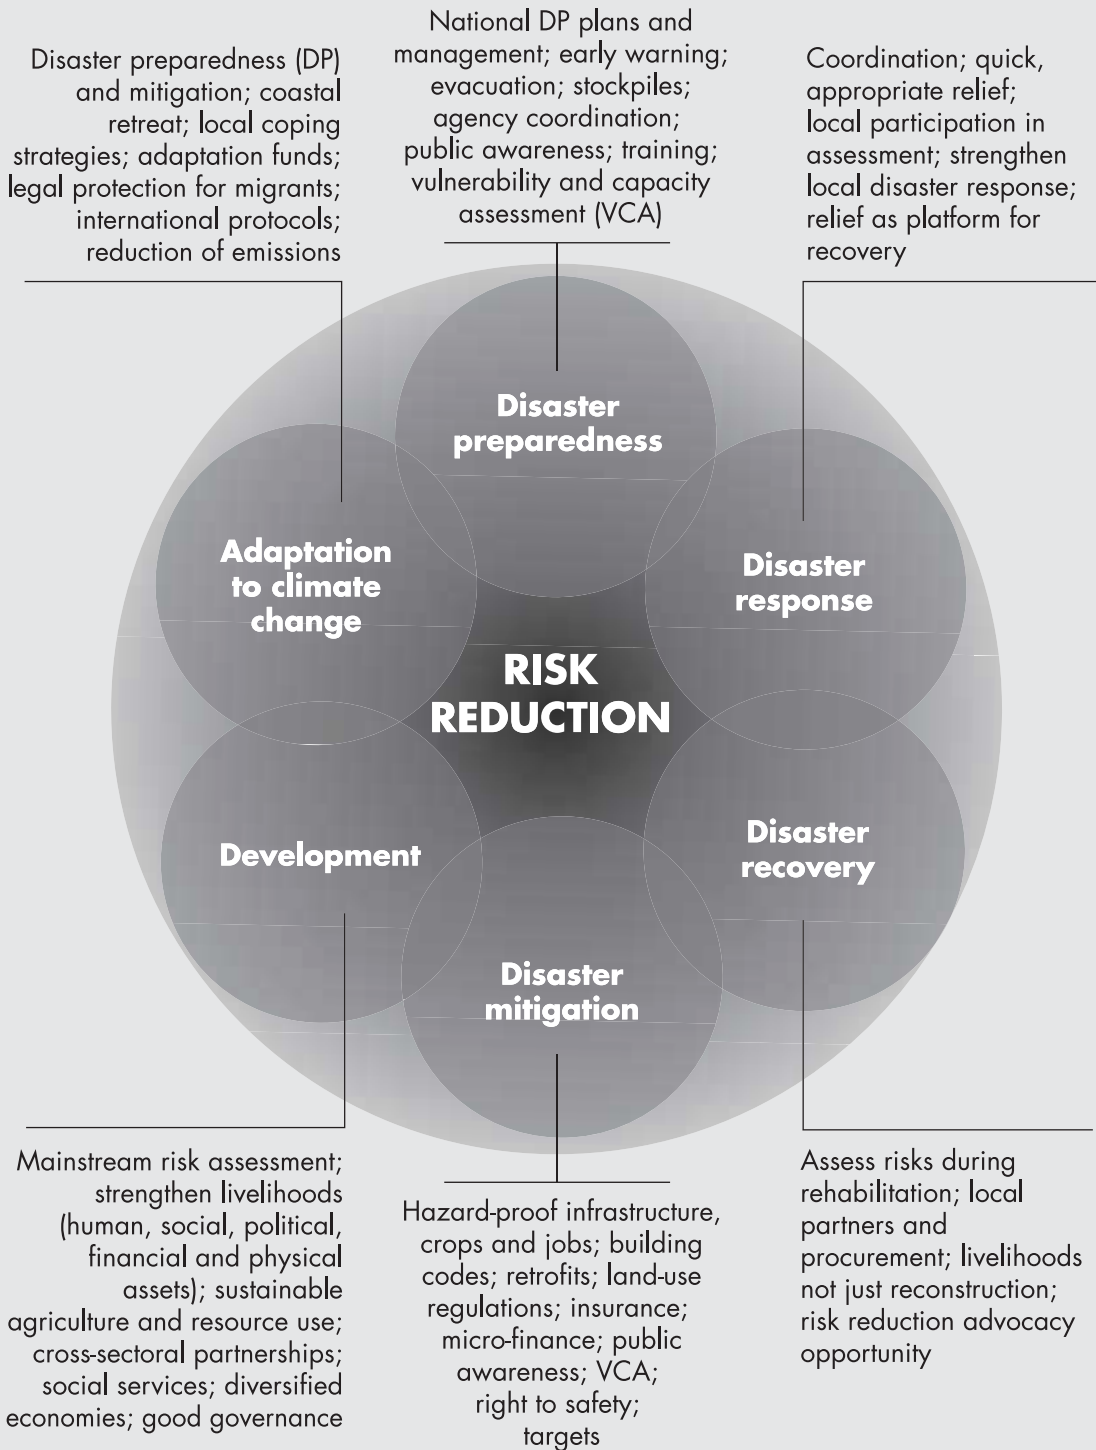 Disaster preparedness (DP)
and mitigation; coastal
retreat; local coping
strategies; adaptation funds;
legal protection for migrants;
international protocols;
reduction of emissions
National DP plans and
management; early warning;
evacuation; stockpiles;
agency coordination;
public awareness; training;
vulnerability and capacity
assessment (VCA)
Coordination; quick,
appropriate relief;
local participation in
assessment; strengthen
local disaster response;
relief as platform for
recovery
Disaster
preparedness
Adaptation
to climate
change
Disaster
response
RISK
REDUCTION
Development
Disaster
recovery
Disaster
mitigation
Mainstream risk assessment;
strengthen livelihoods
(human, social, political,
financial and physical
assets); sustainable
agriculture and resource use;
cross-sectoral partnerships;
social services; diversified
economies; good governance
Hazard-proof infrastructure,
crops and jobs; building
codes; retrofits; land-use
regulations; insurance;
micro-finance; public
awareness; VCA;
right to safety;
targets
Assess risks during
rehabilitation; local
partners and
procurement; livelihoods
not just reconstruction;
risk reduction advocacy
opportunity